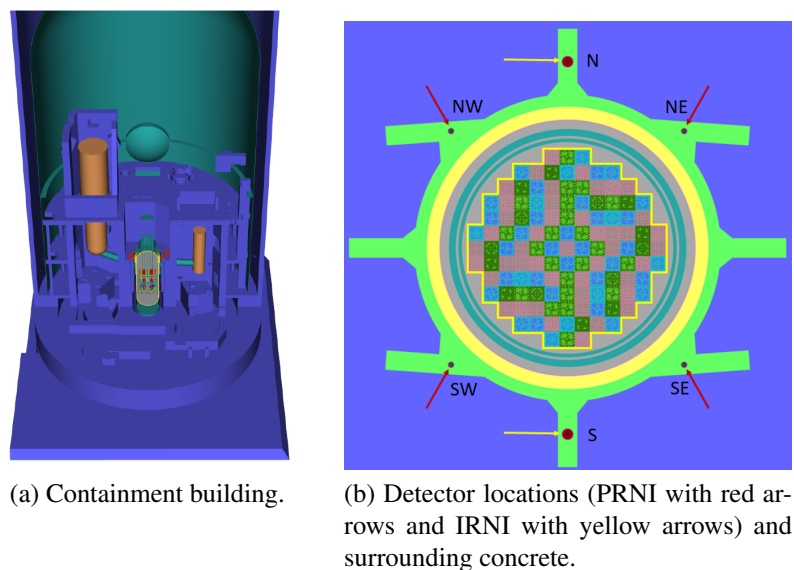 N
NW
NE
SW
SE
S
(a) Containment building.
(b) Detector locations (PRNI with red ar-
rows and IRNI with yellow arrows) and
surrounding concrete.